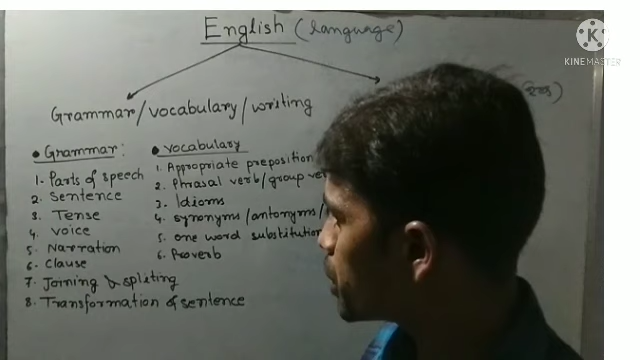 English (language)
K
KINEMASTER
Grammar/vocabulary/writing
• Grammar:
1. Parts of speech
2. Sentence
3. Tense
4. Voice
5. Narration
6. Clause
7. Joining & spliting
8. Transformation of sentence
• Vocabulary
1. Appropriate preposition
2. Phrasal verb/group
3. Idioms
4. synonyms/antonyms/
5. one word substitution
6. Proverb